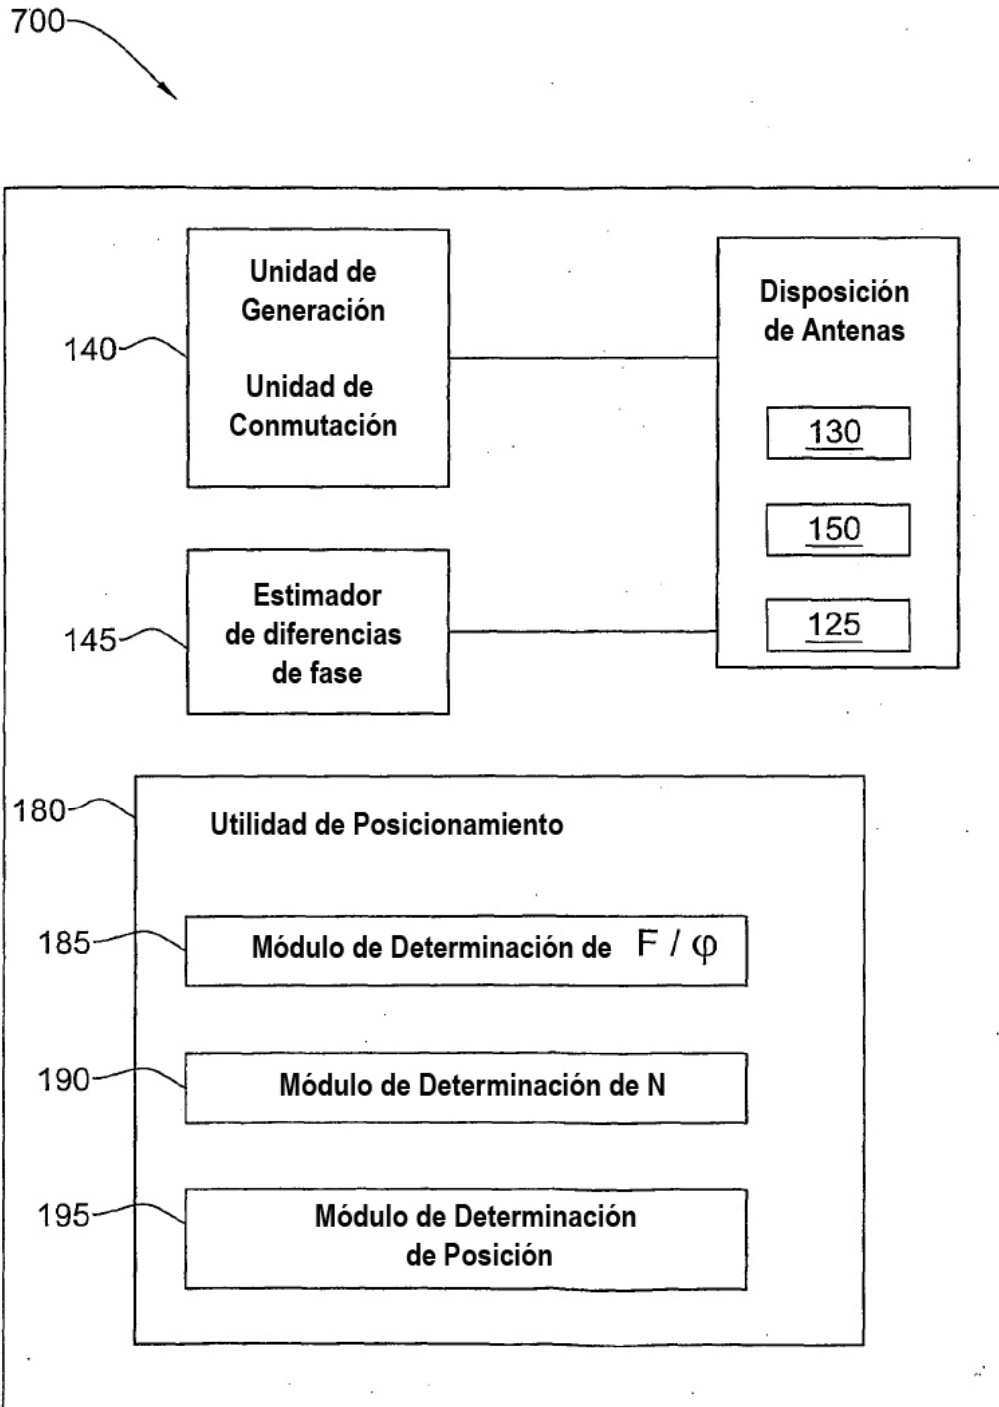 700
Unidad de
Generación
Unidad de
Conmutación
140
Disposición
de Antenas
130
150
125
Estimador
de diferencias
de fase
145
180
Utilidad de Posicionamiento
185
Módulo de Determinación de F / φ
190
Módulo de Determinación de N
195
Módulo de Determinación
de Posición